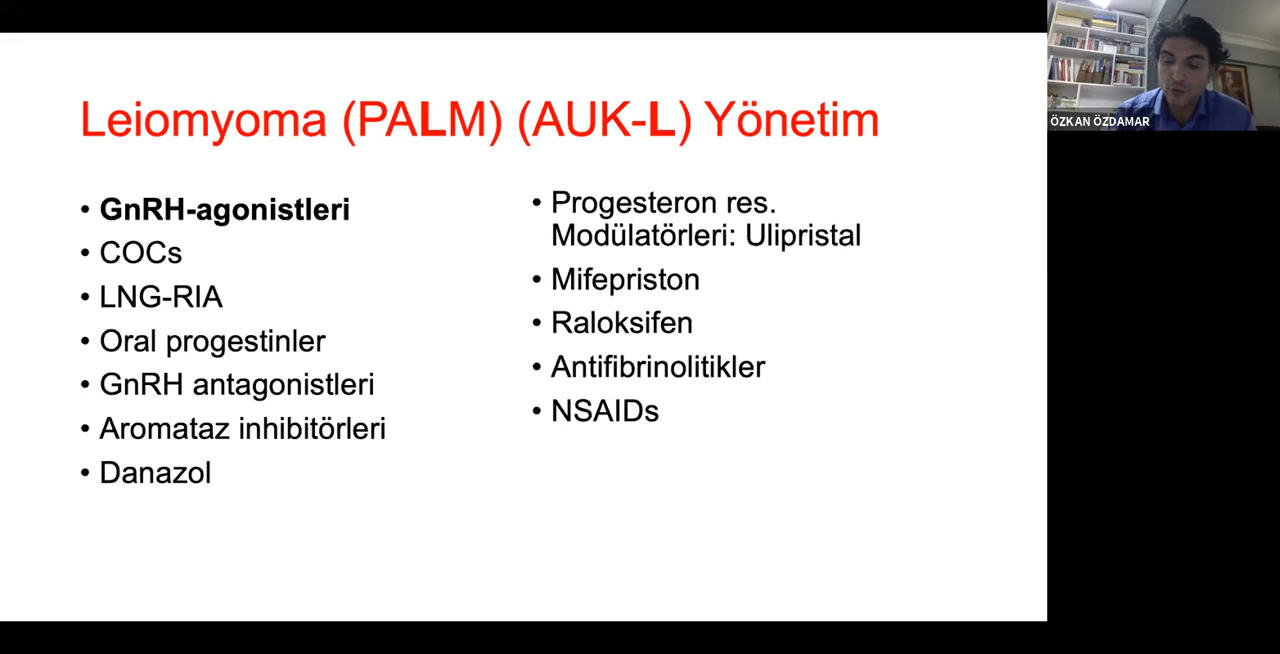 Leiomyoma (PALM) (AUK-L) Yönetim
• GnRH-agonistleri
• COCs
• LNG-RIA
• Oral progestinler
• GnRH antagonistleri
• Aromataz inhibitörleri
• Danazol
• Progesteron res.
Modülatörleri: Ulipristal
• Mifepriston
• Raloksifen
• Antifibrinolitikler
• NSAIDs
ÖZKAN ÖZDAMAR